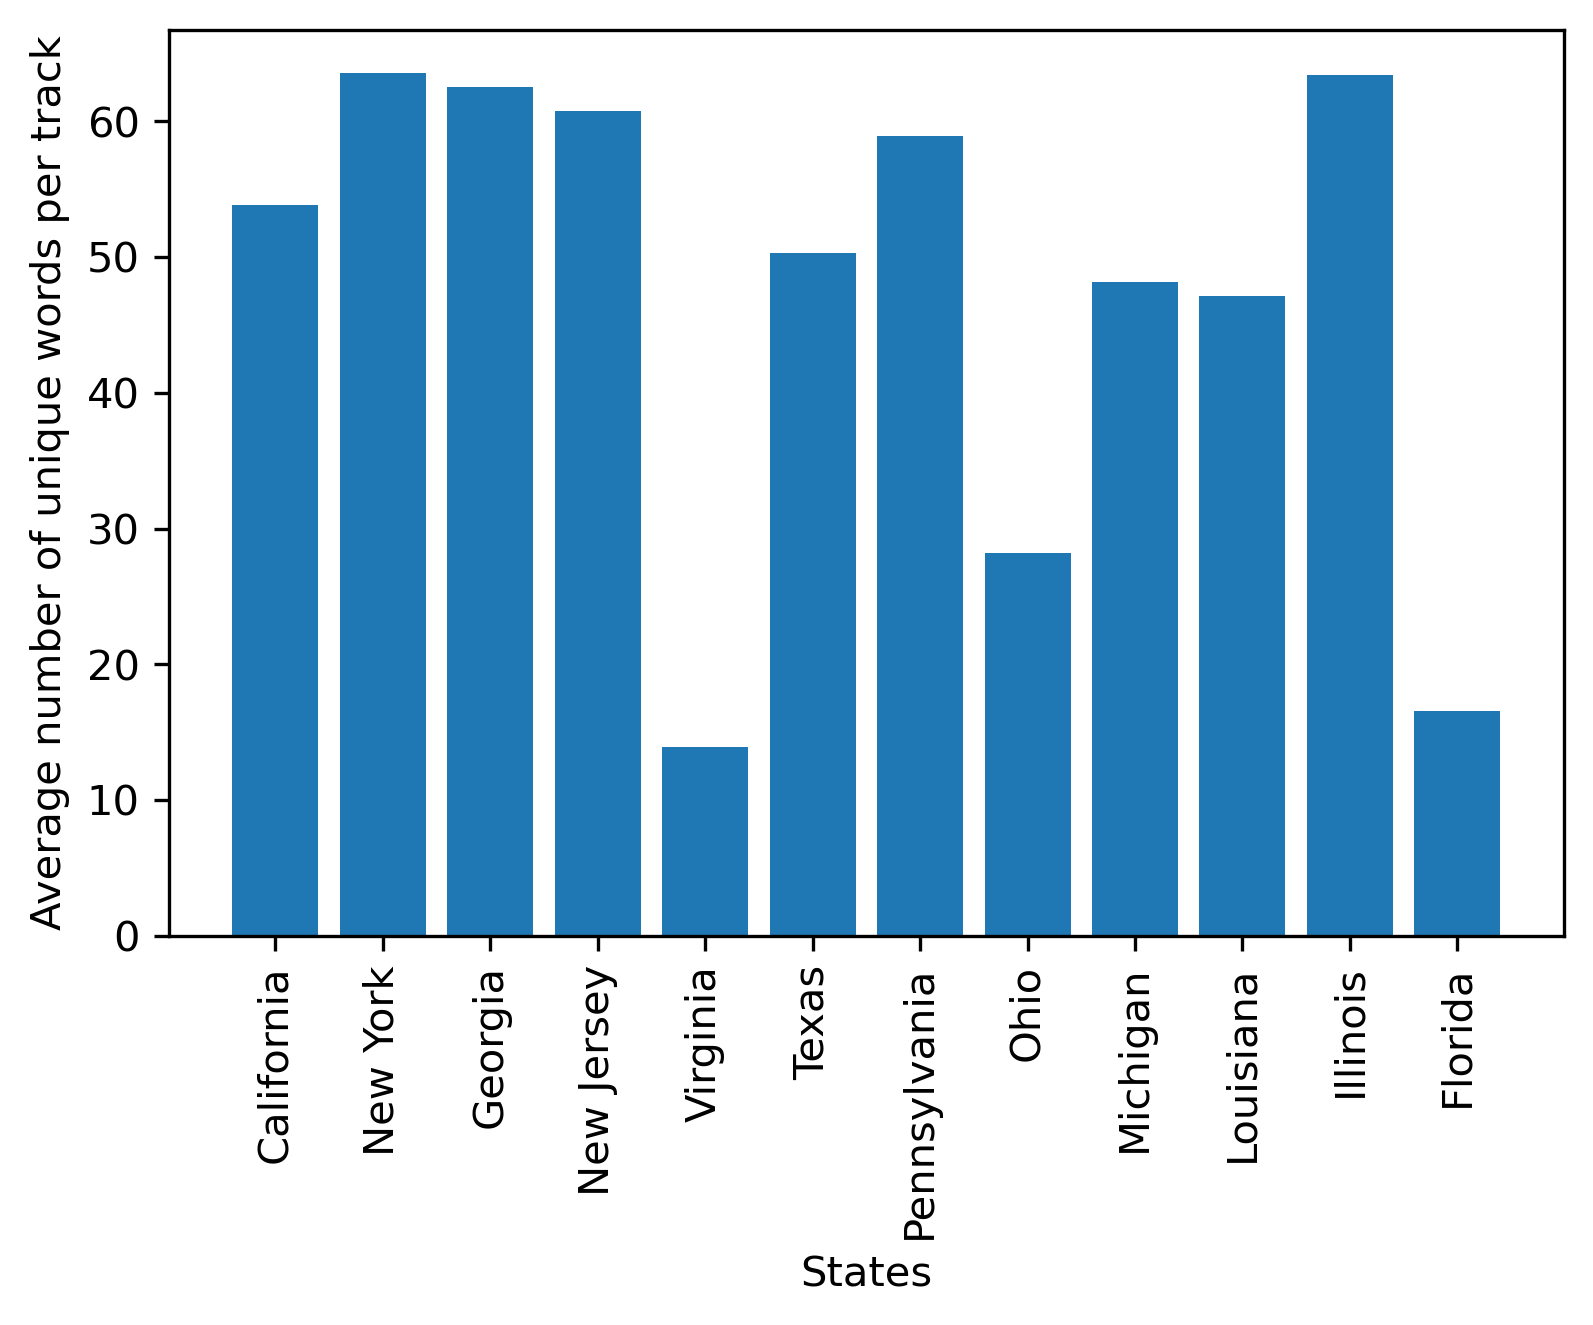 Average number of unique words per track
60
50
40
30
20
10
0
California
New York
Georgia
New Jersey
Virginia
Texas
Pennsylvania
Ohio
Michigan
Louisiana
Illinois
Florida
States